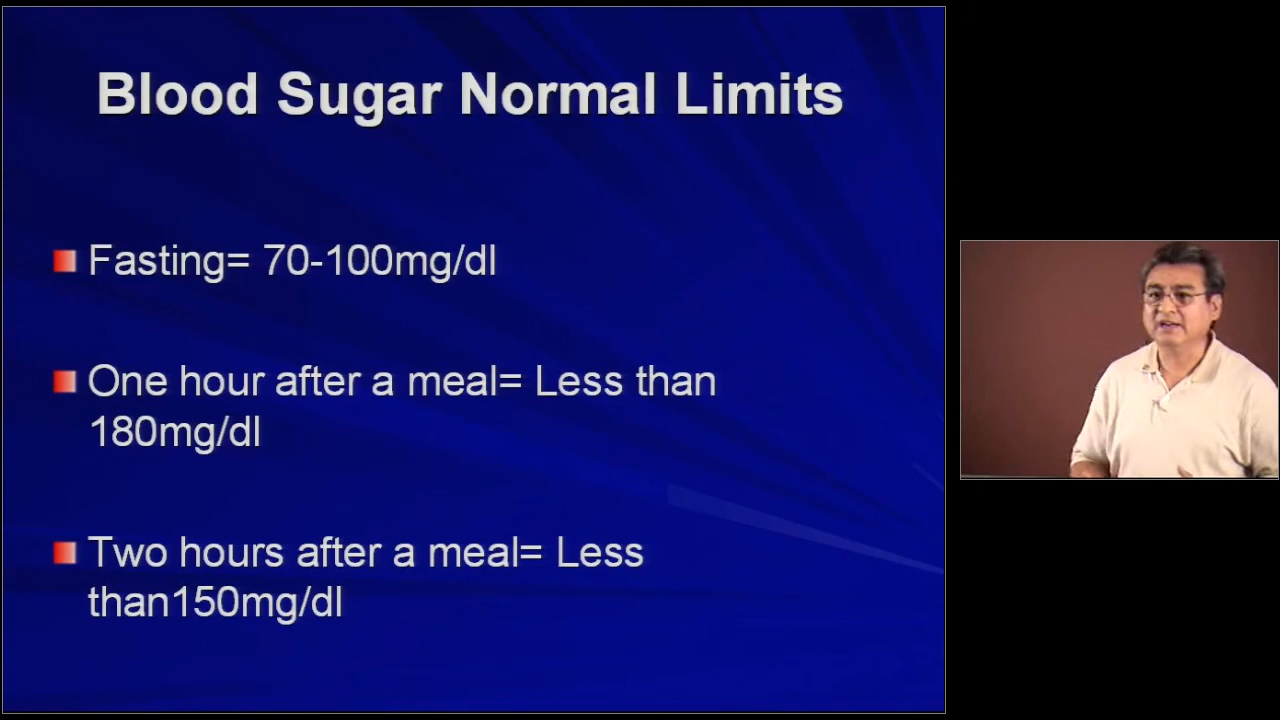 Blood Sugar Normal Limits
Fasting= 70-100mg/dl
One hour after a meal= Less than
180mg/dl
Two hours after a meal= Less
than150mg/dl